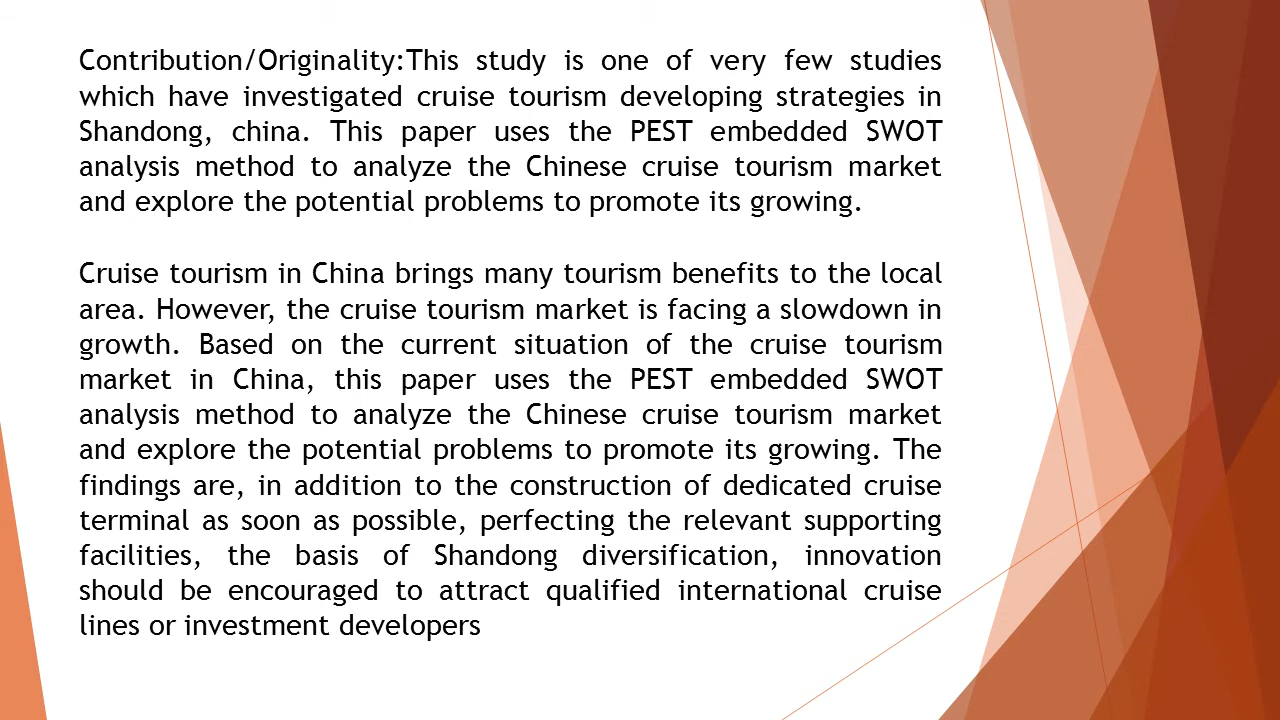 Contribution/Originality:This study is one of very few studies
which have investigated cruise tourism developing strategies in
Shandong, china. This paper uses the PEST embedded SWOT
analysis method to analyze the Chinese cruise tourism market
and explore the potential problems to promote its growing.
Cruise tourism in China brings many tourism benefits to the local
area. However, the cruise tourism market is facing a slowdown in
growth. Based on the current situation of the cruise tourism
market in China, this paper uses the PEST embedded SWOT
analysis method to analyze the Chinese cruise tourism market
and explore the potential problems to promote its growing. The
findings are, in addition to the construction of dedicated cruise
terminal as soon as possible, perfecting the relevant supporting
facilities, the basis of Shandong diversification, innovation
should be encouraged to attract qualified international cruise
lines or investment developers